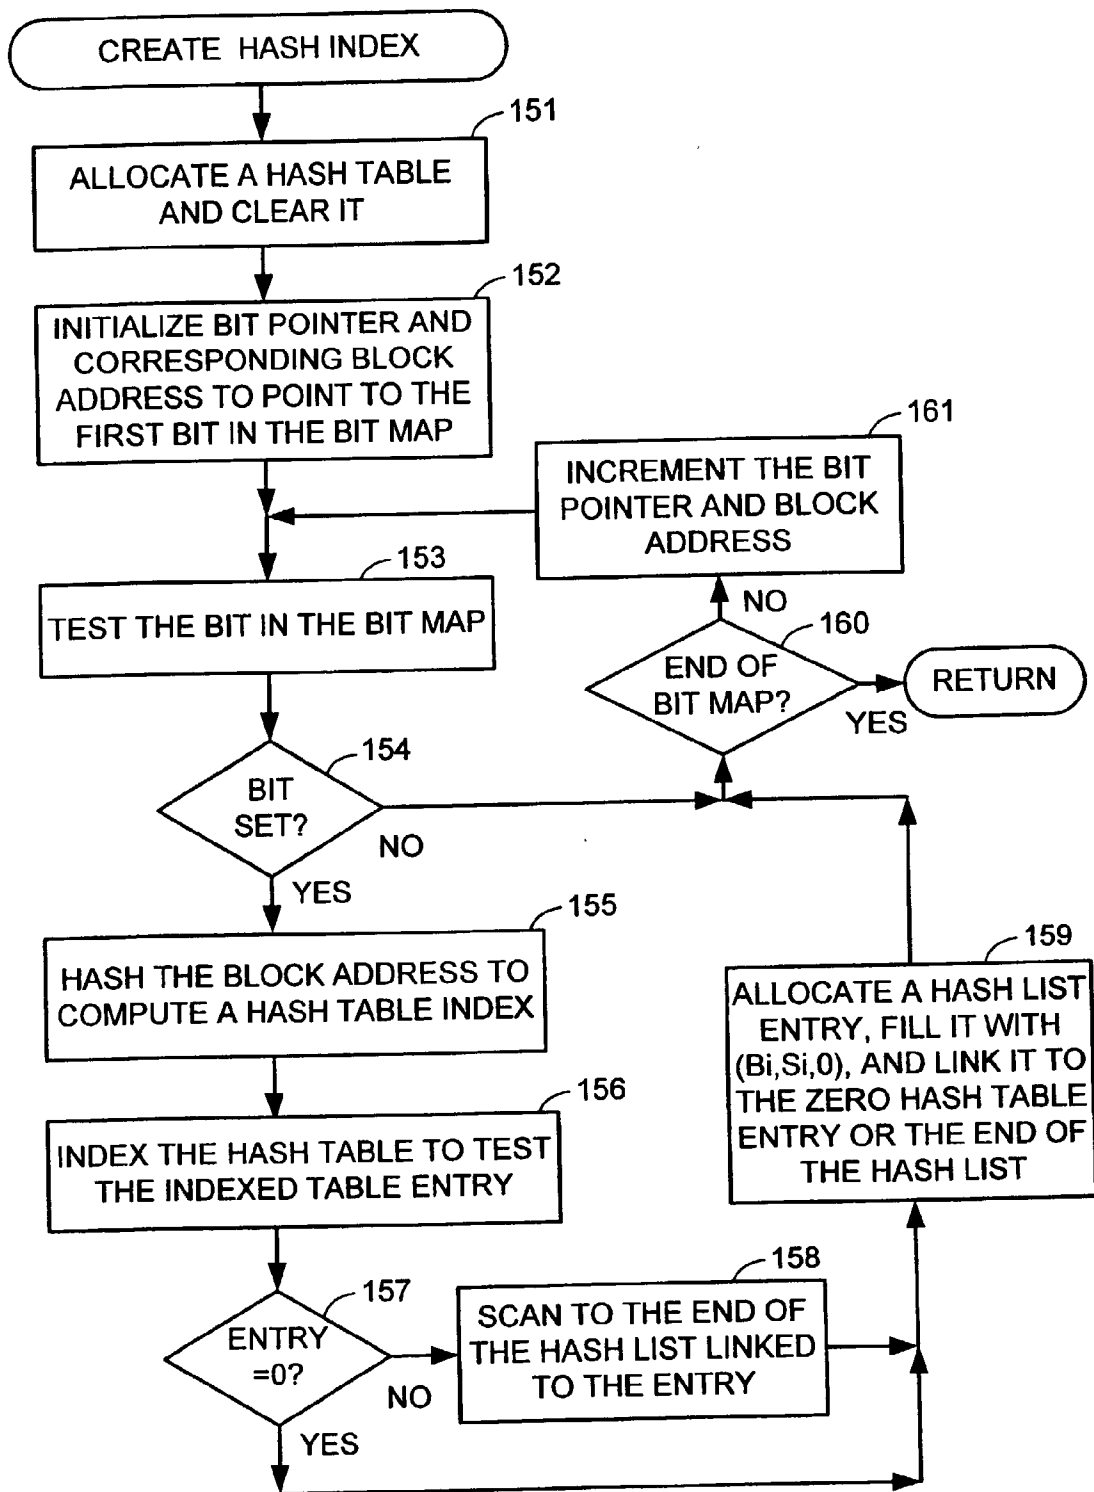 CREATE HASH INDEX
151
ALLOCATE A HASH TABLE
AND CLEAR IT
152
INITIALIZE BIT POINTER AND
CORRESPONDING BLOCK
ADDRESS TO POINT TO THE
FIRST BIT IN THE BIT MAP
161
INCREMENT THE BIT
POINTER AND BLOCK
ADDRESS
153
TEST THE BIT IN THE BIT MAP
NO
160
END OF
BIT MAP?
YES
RETURN
154
BIT
SET?
NO
YES
155
HASH THE BLOCK ADDRESS TO
COMPUTE A HASH TABLE INDEX
159
ALLOCATE A HASH LIST
ENTRY, FILL IT WITH
(Bi,Si,0), AND LINK IT TO
THE ZERO HASH TABLE
ENTRY OR THE END OF
THE HASH LIST
156
INDEX THE HASH TABLE TO TEST
THE INDEXED TABLE ENTRY
157
ENTRY
=0?
NO
YES
158
SCAN TO THE END OF
THE HASH LIST LINKED
TO THE ENTRY